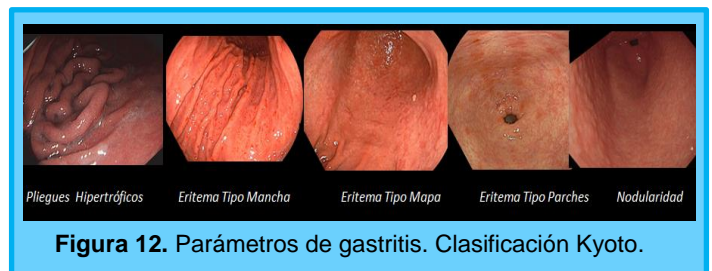 Pliegues Hipertróficos Eritema Tipo Mancha Eritema Tipo Mapa Eritema Tipo Parches Nodularidad
Figura 12. Parámetros de gastritis. Clasificación Kyoto.